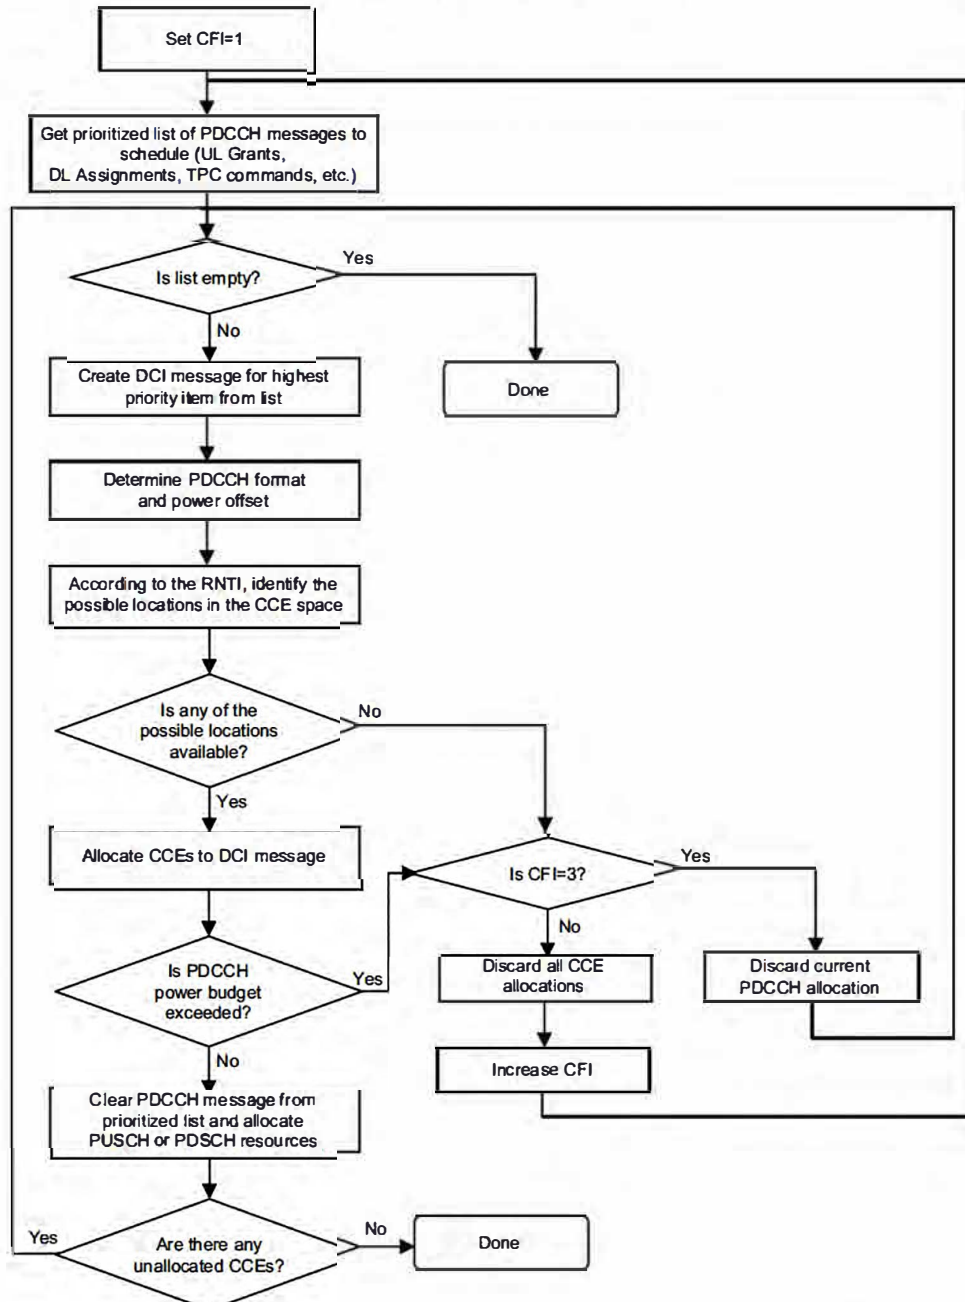 Set CFI=1
Get prioritized list of PDCCH messages to
schedule (UL Grants,
DL Assignments, TPC commands, etc.)
Is list empty?
Yes
No
Create DCI message for highest
priority item from list
Done
Determine PDCCH format
and power offset
According to the RNTI, identify the
possible locations in the CCE space
Is any of the
possible locations
available?
No
Yes
Allocate CCEs to DCI message
Is CFI=3?
Yes
No
Is PDCCH
power budget
exceeded?
Yes
No
Discard all CCE
allocations
Discard current
PDCCH allocation
Increase CFI
Clear PDCCH message from
prioritized list and allocate
PUSCH or PDSCH resources
Are there any
unallocated CCEs?
Yes
No
Done